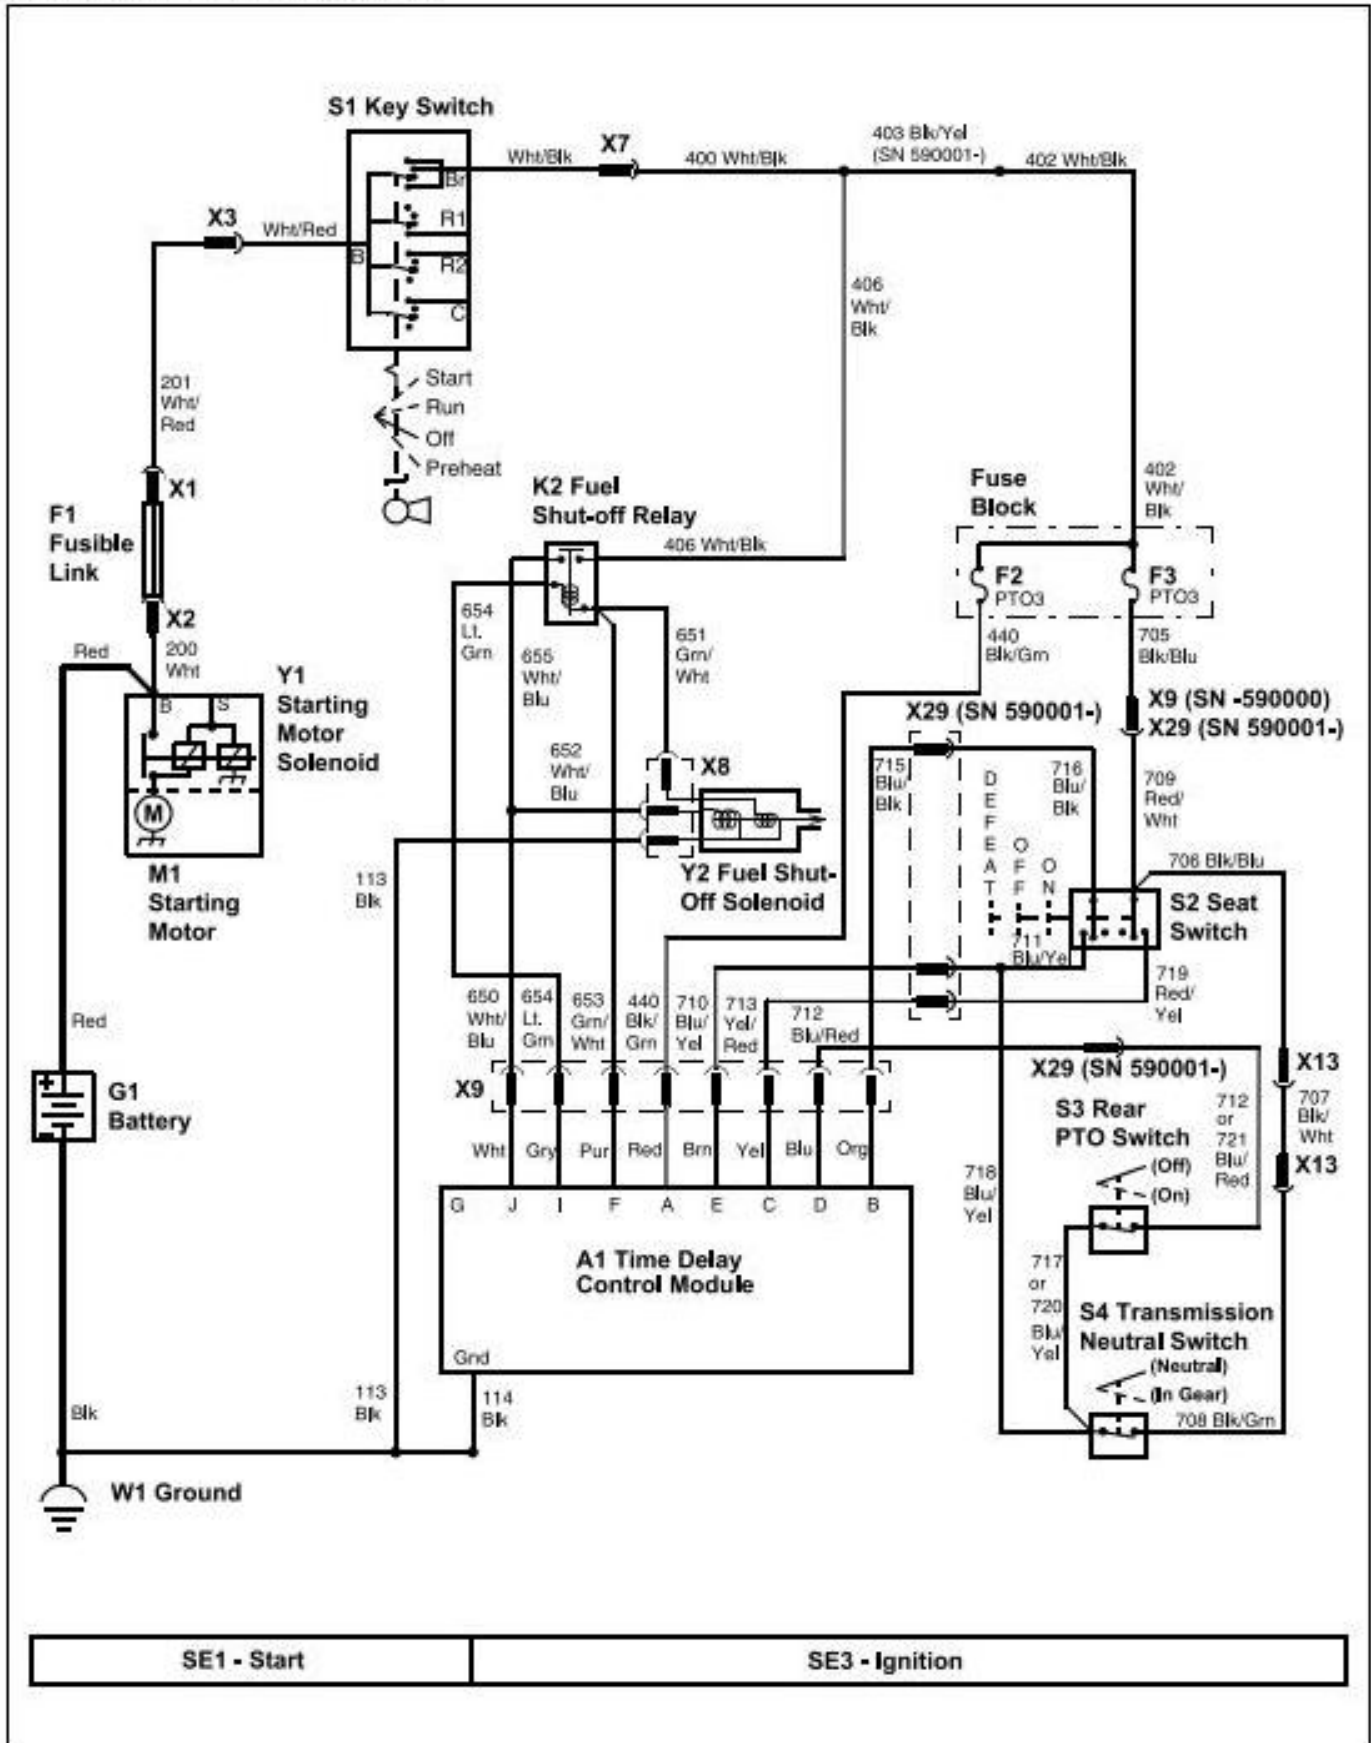 S1 Key Switch
Wht/Blk
X7
400 Wht/Blk
403 Blk/Yel
(SN 590001-)
402 Wht/Blk
X3
Wht/Red
B
Br
R1
R2
C
406
Wht/
Blk
Start
Run
Off
Preheat
201
Wht/
Red
X1
F1
Fusible
Link
X2
200
Wht
Red
K2 Fuel
Shut-off Relay
406 Wht/Blk
Fuse
Block
402
Wht/
Blk
F2
PTO3
F3
PTO3
654
Lt.
Grn
655
Wht/
Blu
651
Grn/
Wht
440
Blk/Grn
705
Blk/Blu
B
S
Y1
Starting
Motor
Solenoid
M
M1
Starting
Motor
X29 (SN 590001-)
X9 (SN -590000)
X29 (SN 590001-)
652
Wht/
Blu
X8
715
Blu/
Blk
DEFEAT
OFF
ON
716
Blu/
Blk
709
Red/
Wht
706 Blk/Blu
Y2 Fuel Shut-
Off Solenoid
S2 Seat
Switch
113
Blk
711
Blu/Yel
719
Red/
Yel
Red
650
Wht/
Blu
654
Lt.
Grn
653
Grn/
Wht
440
Blk/
Grn
710
Blu/
Yel
713
Yel/
Red
712
Blu/Red
X9
X29 (SN 590001-)
X13
G1
Battery
S3 Rear
PTO Switch
(Off)
(On)
712
or
721
Blu/
Red
707
Blk/
Wht
X13
Wht
Gry
Pur
Red
Brn
Yel
Blu
Org
718
Blu/
Yel
G
J
I
F
A
E
C
D
B
A1 Time Delay
Control Module
Gnd
717
or
720
Blu/
Yel
S4 Transmission
Neutral Switch
(Neutral)
(In Gear)
708 Blk/Grn
113
Blk
114
Blk
Blk
W1 Ground
SE1 - Start
SE3 - Ignition